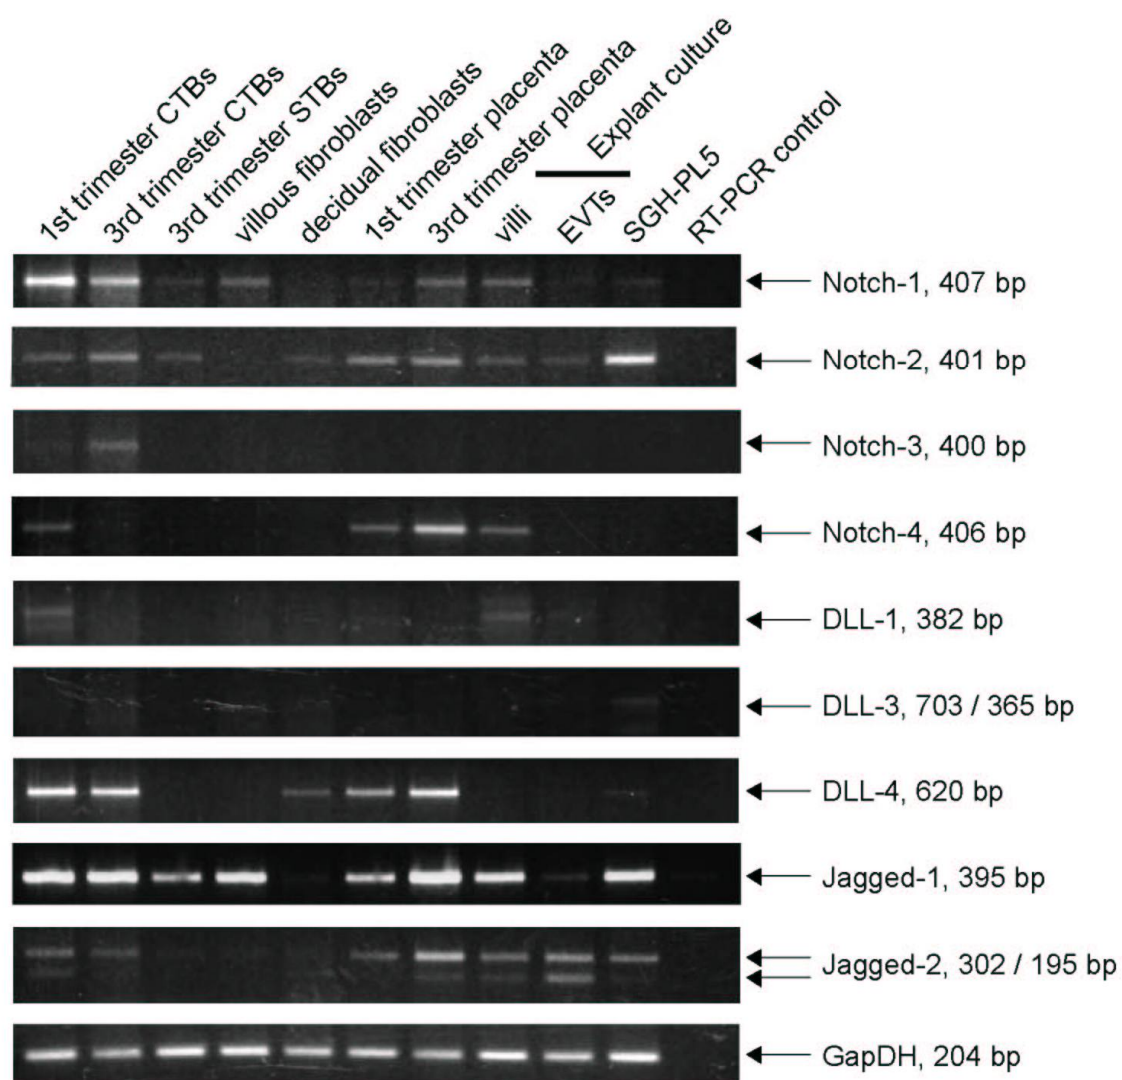 1st trimester CTBs
3rd trimester CTBs
3rd trimester STBs
villous fibroblasts
decidual fibroblasts
1st trimester placenta
3rd trimester placenta
Explant culture
villi
EVTs
SGH-PL5
RT-PCR control
Notch-1, 407 bp
Notch-2, 401 bp
Notch-3, 400 bp
Notch-4, 406 bp
DLL-1, 382 bp
DLL-3, 703 / 365 bp
DLL-4, 620 bp
Jagged-1, 395 bp
Jagged-2, 302 / 195 bp
GapDH, 204 bp